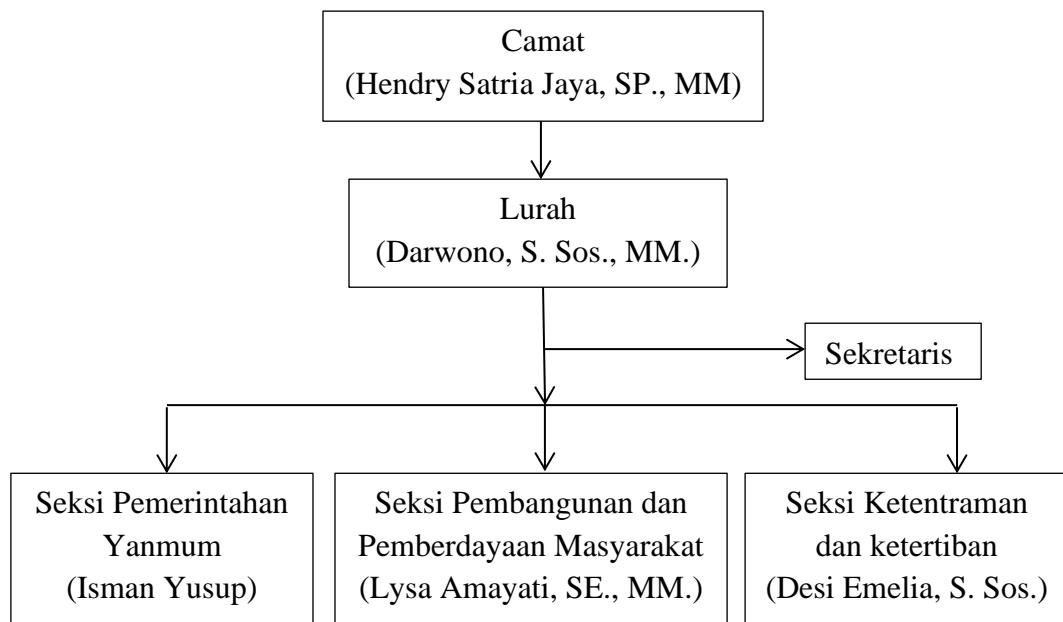 Camat
(Hendry Satria Jaya, SP., MM)
Lurah
(Darwono, S. Sos., MM.)
Sekretaris
Seksi Pemerintahan
Yanmum
(Isman Yusup)
Seksi Pembangunan dan
Pemberdayaan Masyarakat
(Lysa Amayati, SE., MM.)
Seksi Ketentraman
dan ketertiban
(Desi Emelia, S. Sos.)